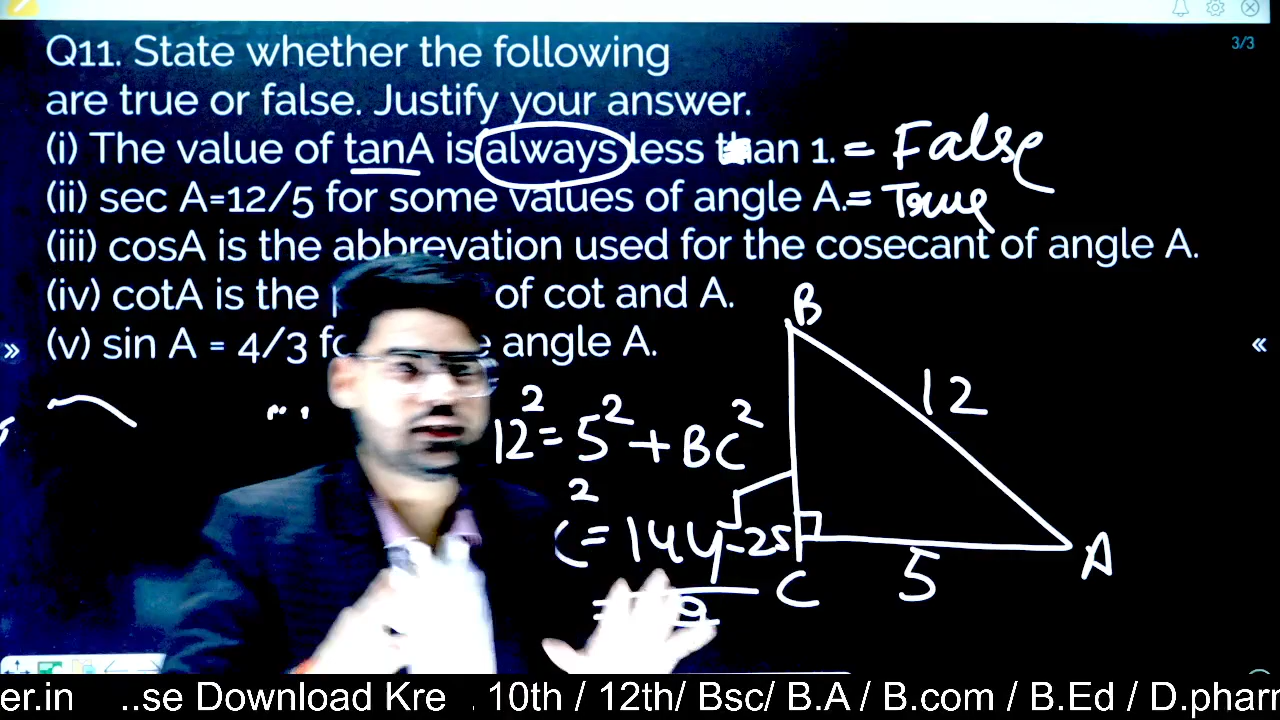 3/3
Q11. State whether the following
are true or false. Justify your answer.
(i) The value of tanA is always less than 1. = False
(ii) sec A=12/5 for some values of angle A.= True
(iii) cosA is the abbrevation used for the cosecant of angle A.
(iv) cotA is the of cot and A.
(v) sin A = 4/3 angle A.
B
12
12² = 5² + BC²
² = 144-25
C
5
A
er.in ..se Download Kre . 10th / 12th/ Bsc/ B.A / B.com / B.Ed / D.pharr